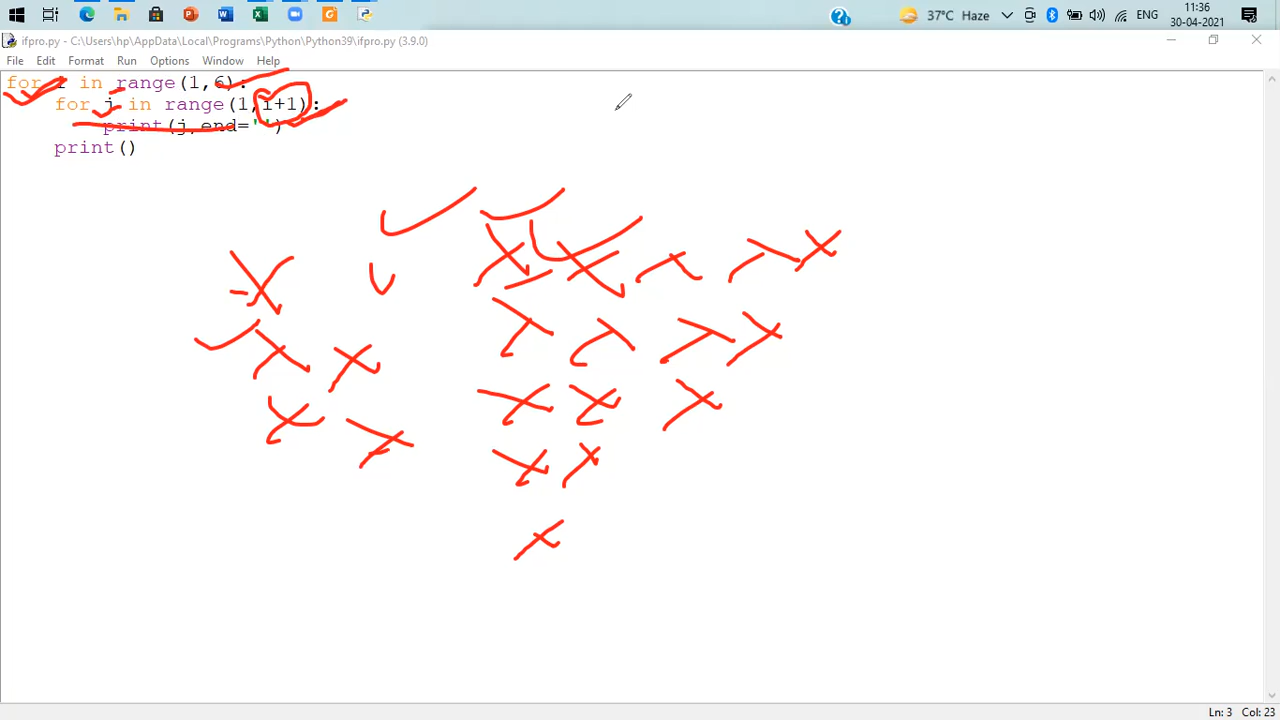 11:36
37°C Haze
ENG
30-04-2021
ifpro.py - C:\Users\hp\AppData\Local\Programs\Python\Python39\ifpro.py (3.9.0)
File Edit Format Run Options Window Help
for i in range(1,6):
for j in range(1,i+1):
print(j,end='')
print()
Ln: 3 Col: 23